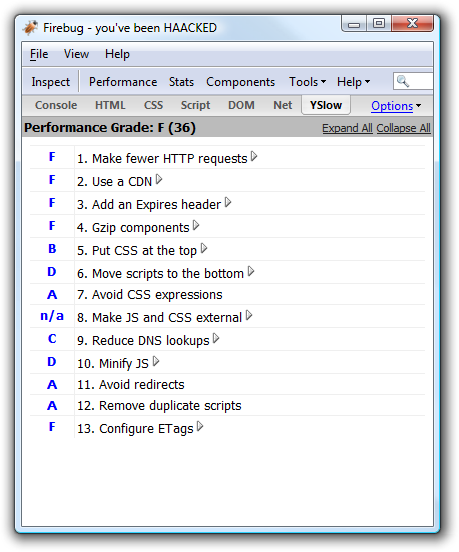 Firebug - you've been HAACKED
File View Help
Inspect Performance Stats Components Tools Help
Console HTML CSS Script DOM Net YSlow Options
Performance Grade: F (36) Expand All Collapse All
F 1. Make fewer HTTP requests
F 2. Use a CDN
F 3. Add an Expires header
F 4. Gzip components
B 5. Put CSS at the top
D 6. Move scripts to the bottom
A 7. Avoid CSS expressions
n/a 8. Make JS and CSS external
C 9. Reduce DNS lookups
D 10. Minify JS
A 11. Avoid redirects
A 12. Remove duplicate scripts
F 13. Configure ETags